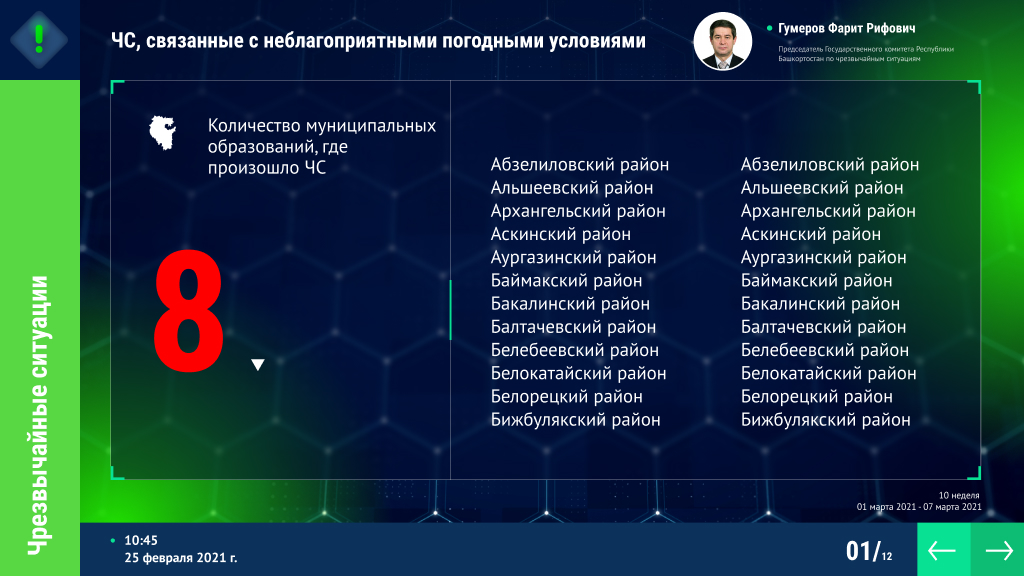 ЧС, связанные с неблагоприятными погодными условиями
Гумеров Фарит Рифович
Председатель Государственного комитета Республики
Башкортостан по чрезвычайным ситуациям
Чрезвычайные ситуации
Количество муниципальных
образований, где
произошло ЧС
8
Абзелиловский район
Альшеевский район
Архангельский район
Аскинский район
Аургазинский район
Баймакский район
Бакалинский район
Балтачевский район
Белебеевский район
Белокатайский район
Белорецкий район
Бижбулякский район
Абзелиловский район
Альшеевский район
Архангельский район
Аскинский район
Аургазинский район
Баймакский район
Бакалинский район
Балтачевский район
Белебеевский район
Белокатайский район
Белорецкий район
Бижбулякский район
10 неделя
01 марта 2021 - 07 марта 2021
10:45
25 февраля 2021 г.
01/12